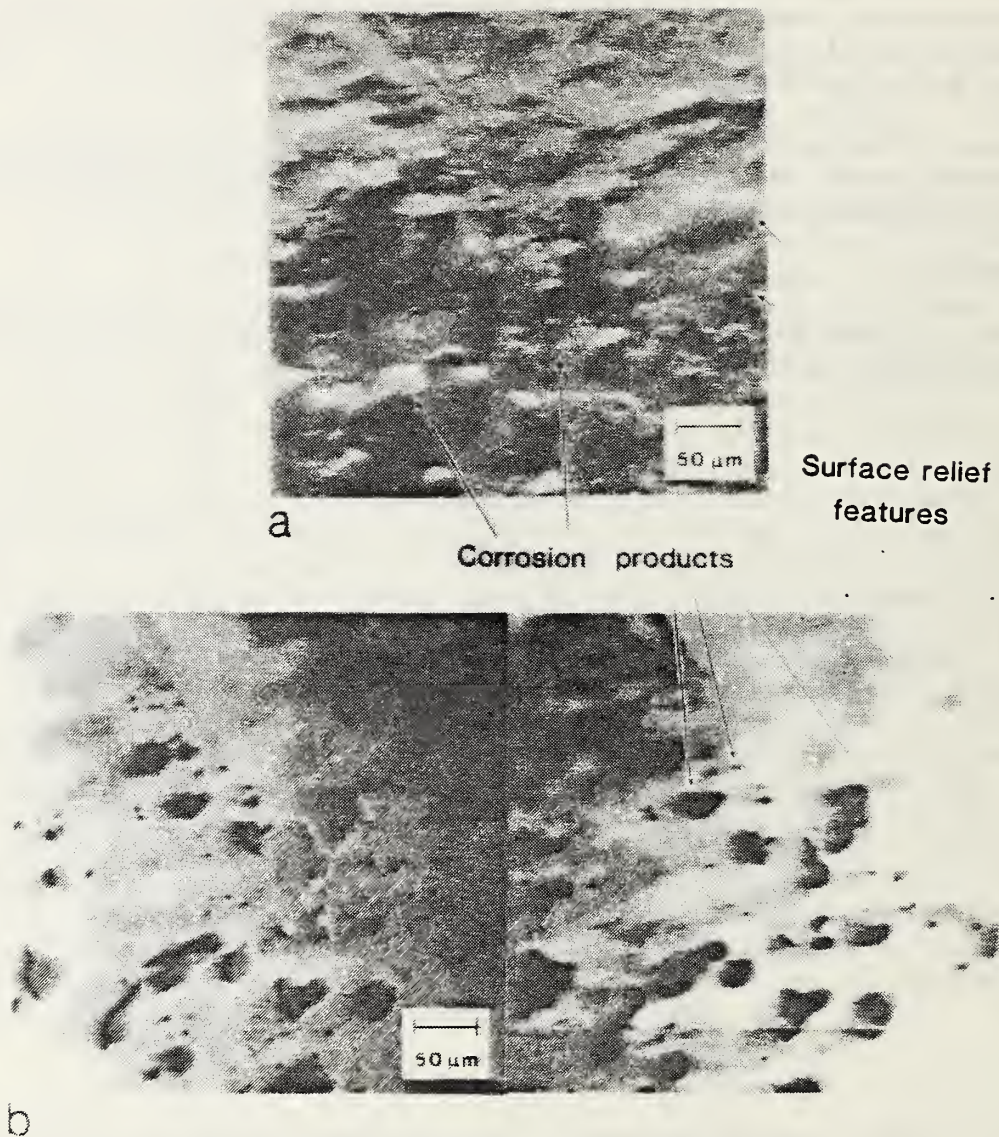 50 µm
Surface relief
features
a
Corrosion products
50 µm
b